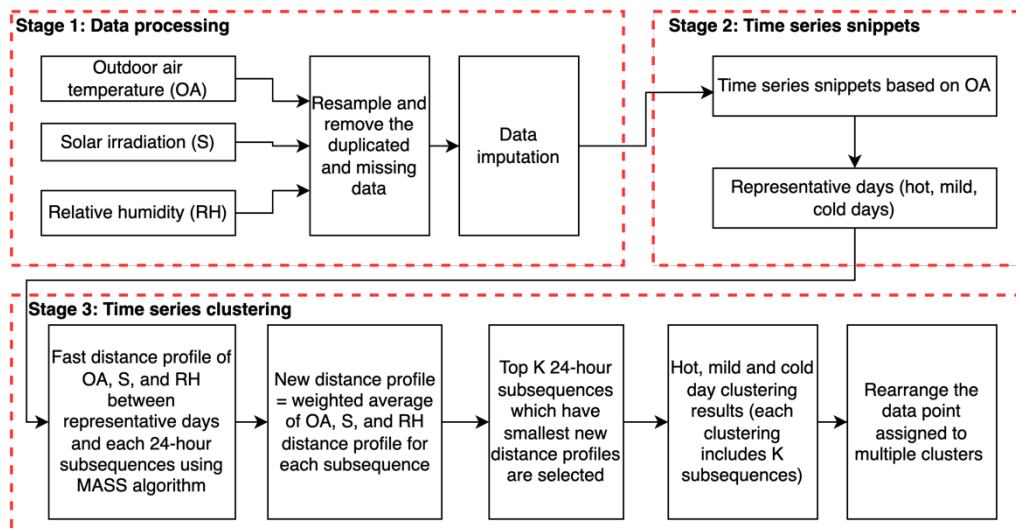 Stage 1: Data processing
Outdoor air
temperature (OA)
Solar irradiation (S)
Relative humidity (RH)
Resample and
remove the
duplicated
and missing
data
Data
imputation
Stage 2: Time series snippets
Time series snippets based on OA
Representative days (hot, mild,
cold days)
Stage 3: Time series clustering
Fast distance profile of
OA, S, and RH
between
representative days
and each 24-hour
subsequences using
MASS algorithm
New distance profile
= weighted average
of OA, S, and RH
distance profile for
each subsequence
Top K 24-hour
subsequences
which have
smallest new
distance profiles
are selected
Hot, mild and cold
day clustering
results (each
clustering
includes K
subsequences)
Rearrange the
data point
assigned to
multiple clusters